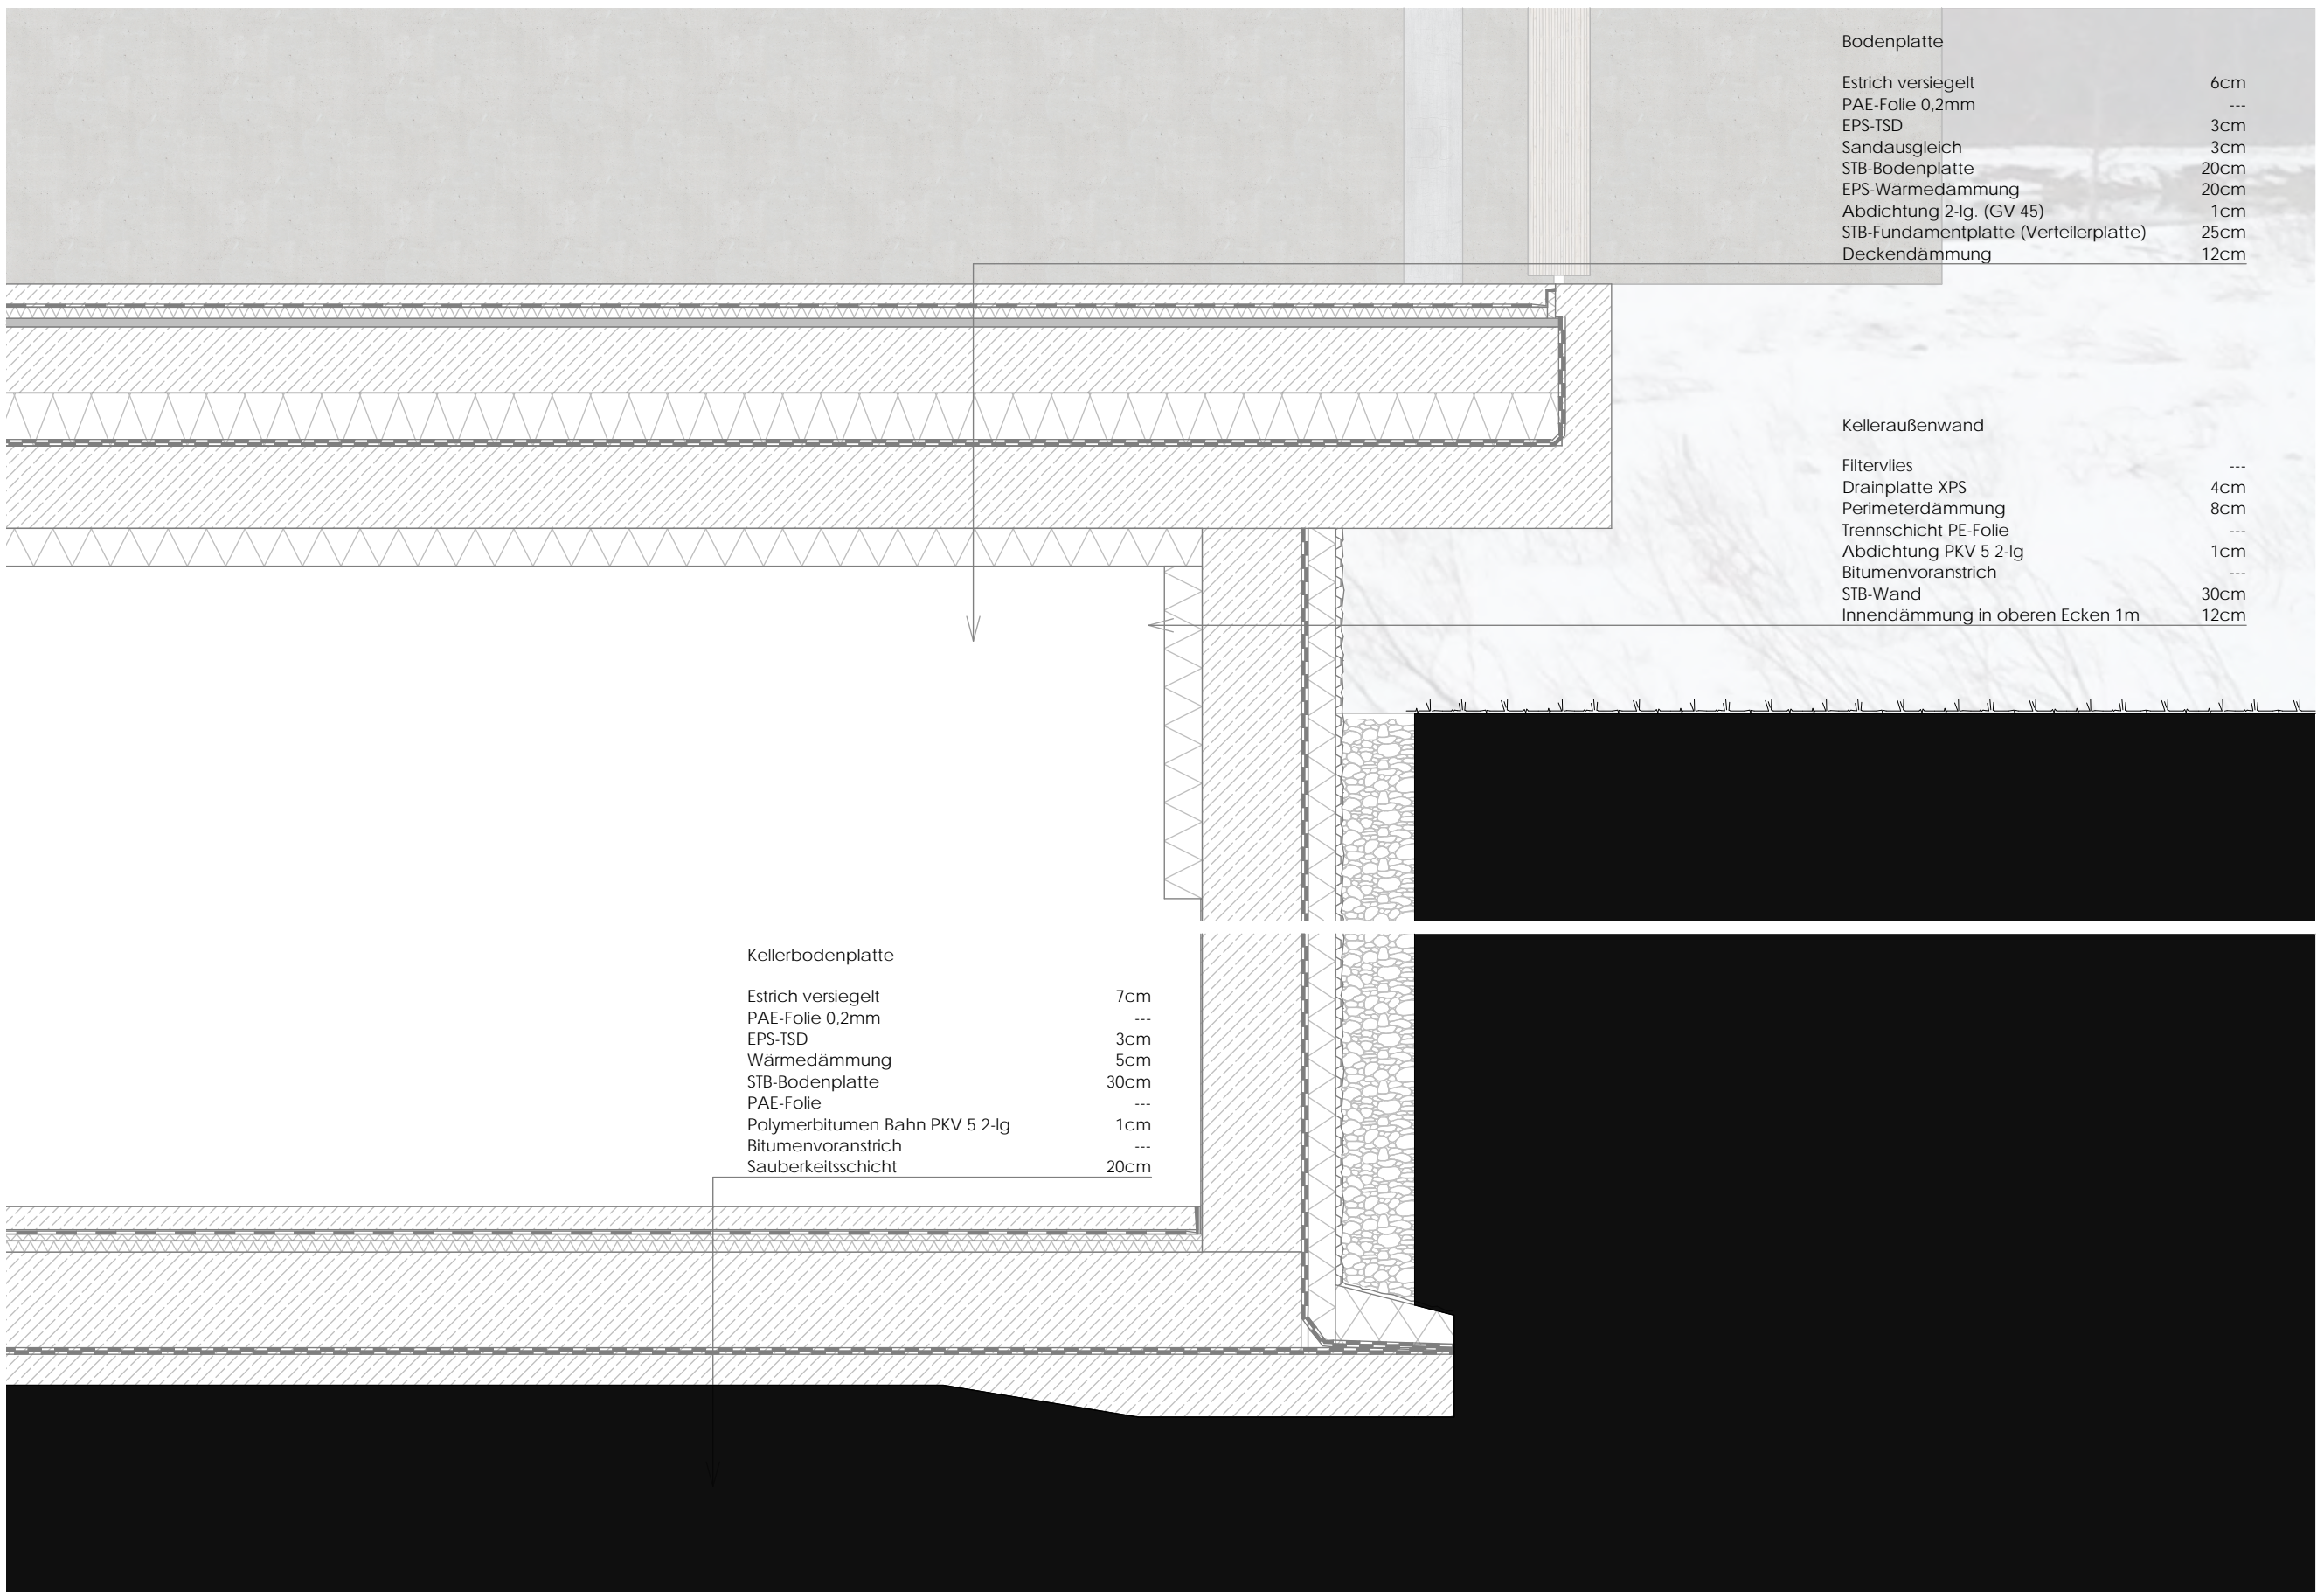 Bodenplatte
Estrich versiegelt 6cm
PAE-Folie 0,2mm ---
EPS-TSD 3cm
Sandausgleich 3cm
STB-Bodenplatte 20cm
EPS-Wärmedämmung 20cm
Abdichtung 2-lg. (GV 45) 1cm
STB-Fundamentplatte (Verteilerplatte) 25cm
Deckendämmung 12cm
Kelleraußenwand
Filtervlies ---
Drainplatte XPS 4cm
Perimeterdämmung 8cm
Trennschicht PE-Folie ---
Abdichtung PKV 5 2-lg 1cm
Bitumenvoranstrich ---
STB-Wand 30cm
Innendämmung in oberen Ecken 1m 12cm
Kellerbodenplatte
Estrich versiegelt 7cm
PAE-Folie 0,2mm ---
EPS-TSD 3cm
Wärmedämmung 5cm
STB-Bodenplatte 30cm
PAE-Folie ---
Polymerbitumen Bahn PKV 5 2-lg 1cm
Bitumenvoranstrich ---
Sauberkeitsschicht 20cm